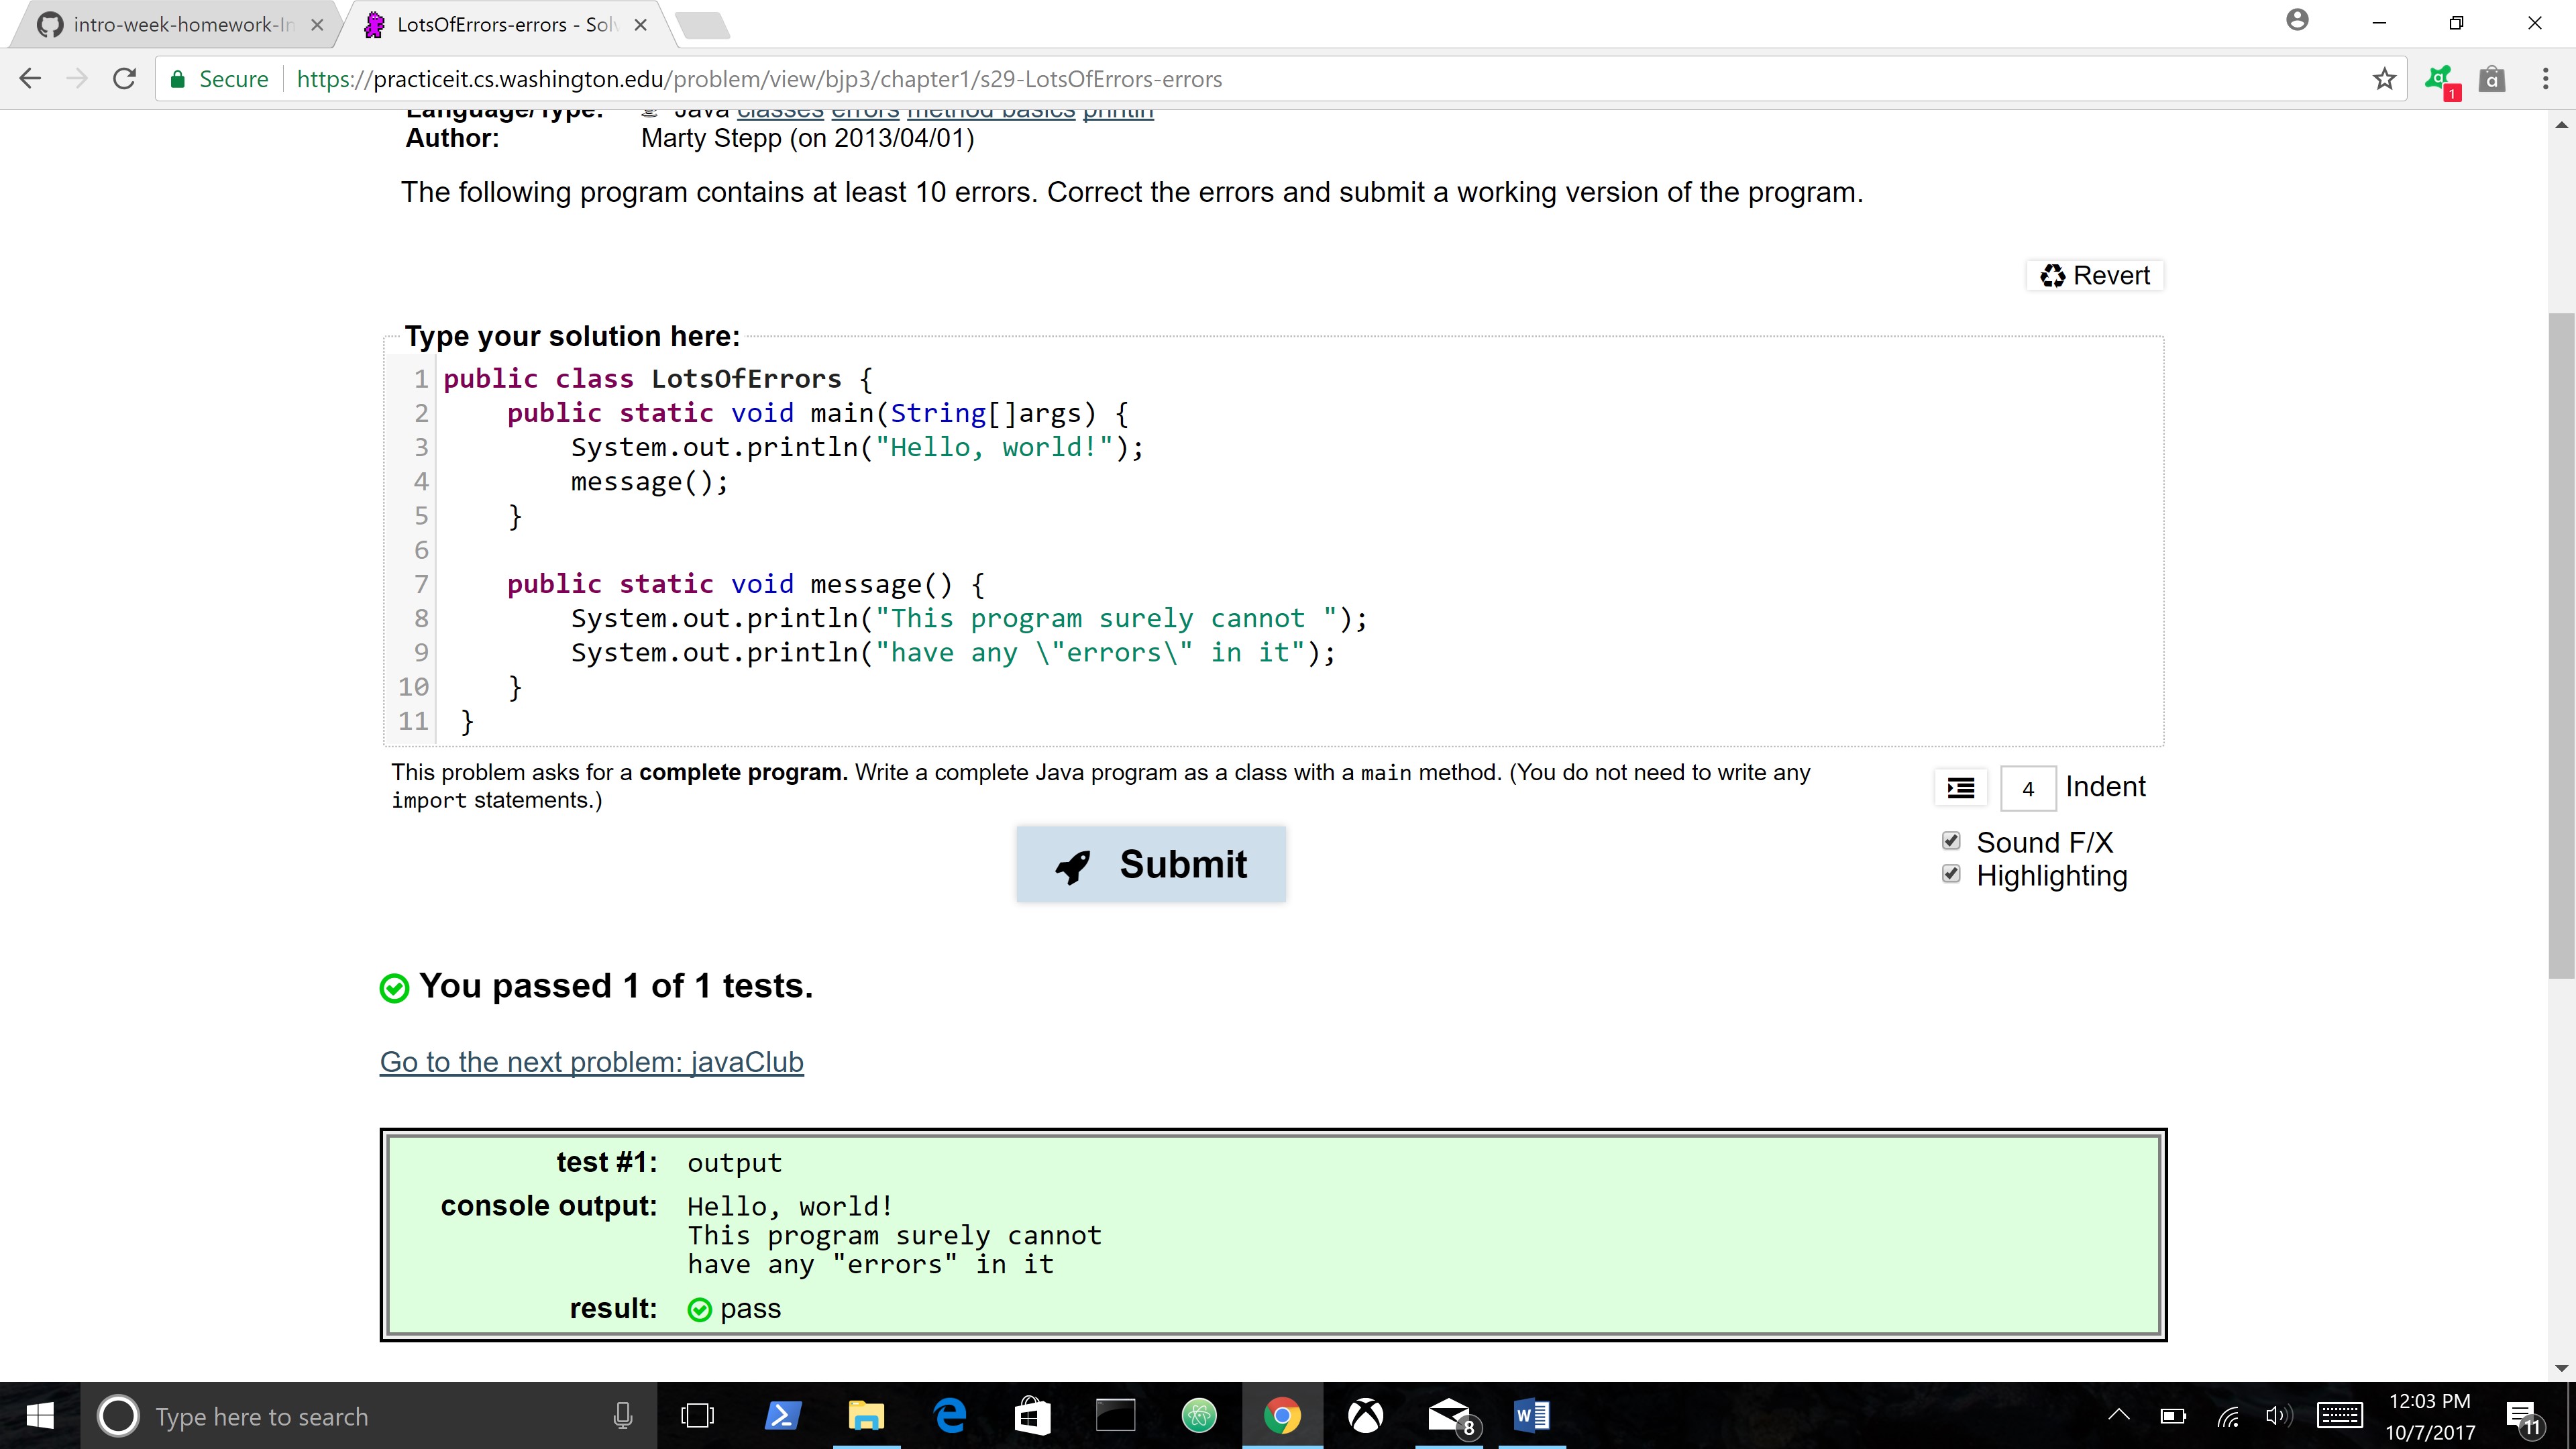 intro-week-homework-In
LotsOfErrors-errors - Solv
Secure https://practiceit.cs.washington.edu/problem/view/bjp3/chapter1/s29-LotsOfErrors-errors
1
Language/Type: Java classes errors method basics println
Author: Marty Stepp (on 2013/04/01)
The following program contains at least 10 errors. Correct the errors and submit a working version of the program.
Revert
Type your solution here:
1 public class LotsOfErrors {
2     public static void main(String[]args) {
3         System.out.println("Hello, world!");
4         message();
5     }
6
7     public static void message() {
8         System.out.println("This program surely cannot ");
9         System.out.println("have any \"errors\" in it");
10     }
11  }
This problem asks for a complete program. Write a complete Java program as a class with a main method. (You do not need to write any
import statements.)
4 Indent
Sound F/X
Highlighting
Submit
You passed 1 of 1 tests.
Go to the next problem: javaClub
test #1: output
console output: Hello, world!
This program surely cannot
have any "errors" in it
result: pass
Type here to search
8
12:03 PM
10/7/2017
11